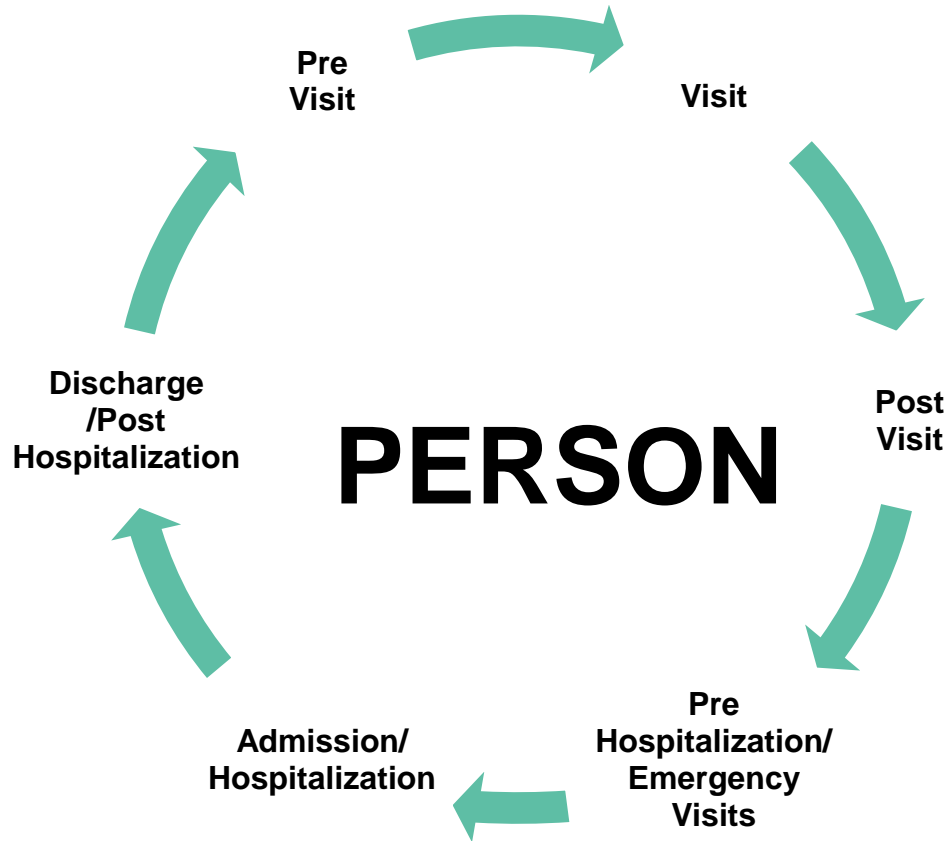 Pre
Visit
Visit
Post
Visit
Pre
Hospitalization/
Emergency
Visits
Admission/
Hospitalization
Discharge
/Post
Hospitalization
PERSON